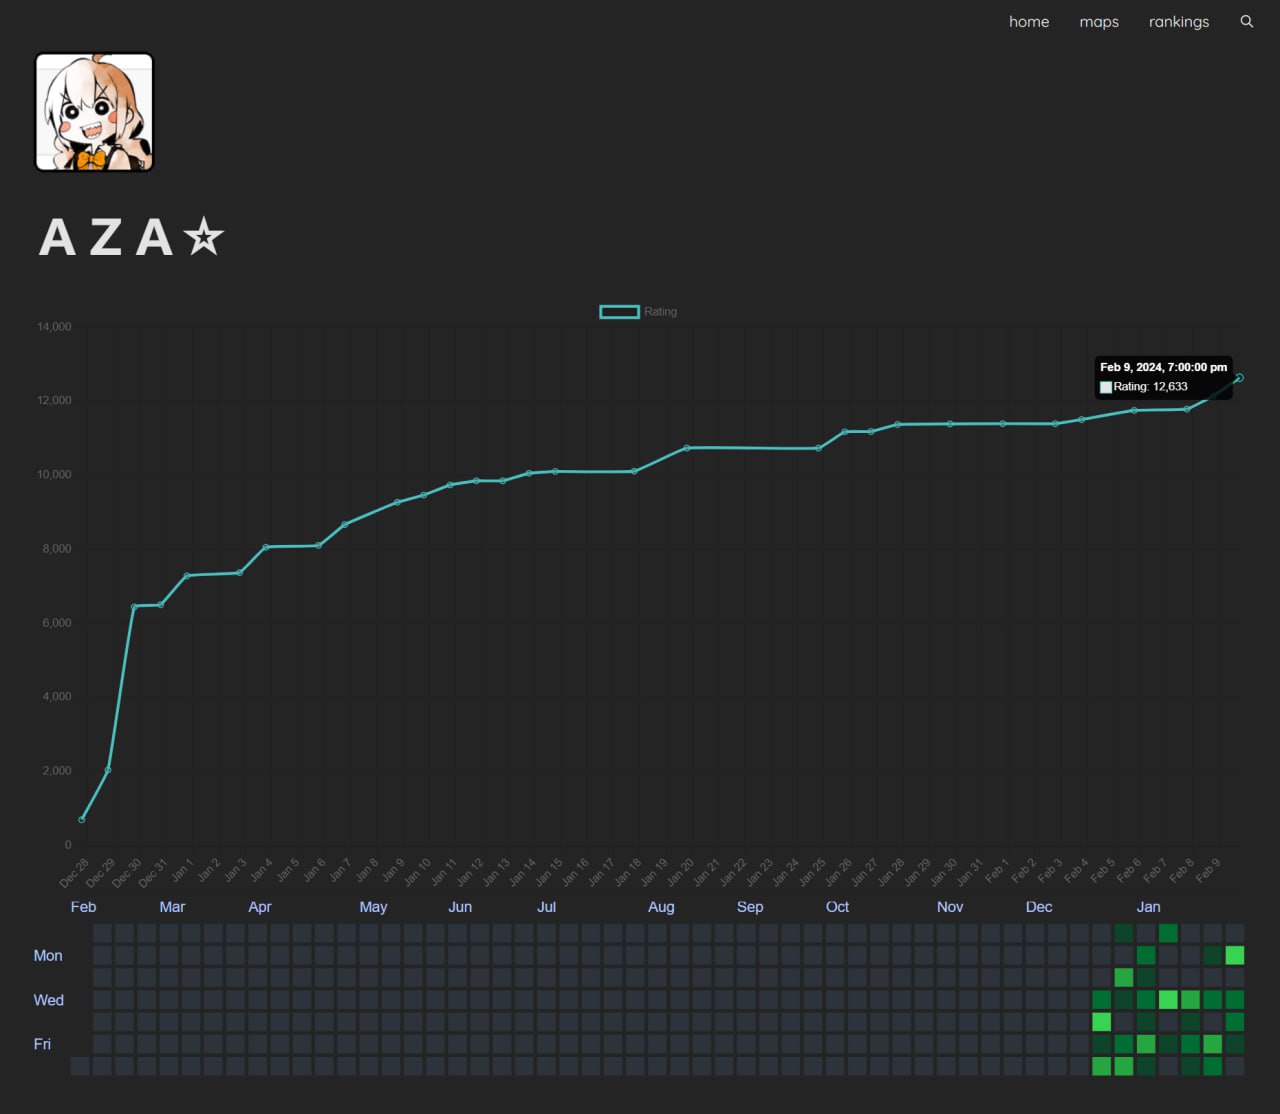 home maps rankings
A Z A ☆
Rating
14,000
Feb 9, 2024, 7:00:00 pm
Rating: 12,633
12,000
10,000
8,000
6,000
4,000
2,000
0
Dec 28 Dec 29 Dec 30 Dec 31 Jan 1 Jan 2 Jan 3 Jan 4 Jan 5 Jan 6 Jan 7 Jan 8 Jan 9 Jan 10 Jan 11 Jan 12 Jan 13 Jan 14 Jan 15 Jan 16 Jan 17 Jan 18 Jan 19 Jan 20 Jan 21 Jan 22 Jan 23 Jan 24 Jan 25 Jan 26 Jan 27 Jan 28 Jan 29 Jan 30 Jan 31 Feb 1 Feb 2 Feb 3 Feb 4 Feb 5 Feb 6 Feb 7 Feb 8 Feb 9
Feb Mar Apr May Jun Jul Aug Sep Oct Nov Dec Jan
Mon
Wed
Fri